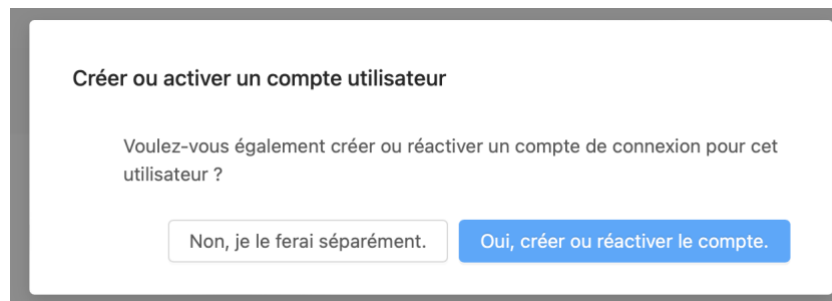 Créer ou activer un compte utilisateur
Voulez-vous également créer ou réactiver un compte de connexion pour cet
utilisateur ?
Non, je le ferai séparément.
Oui, créer ou réactiver le compte.